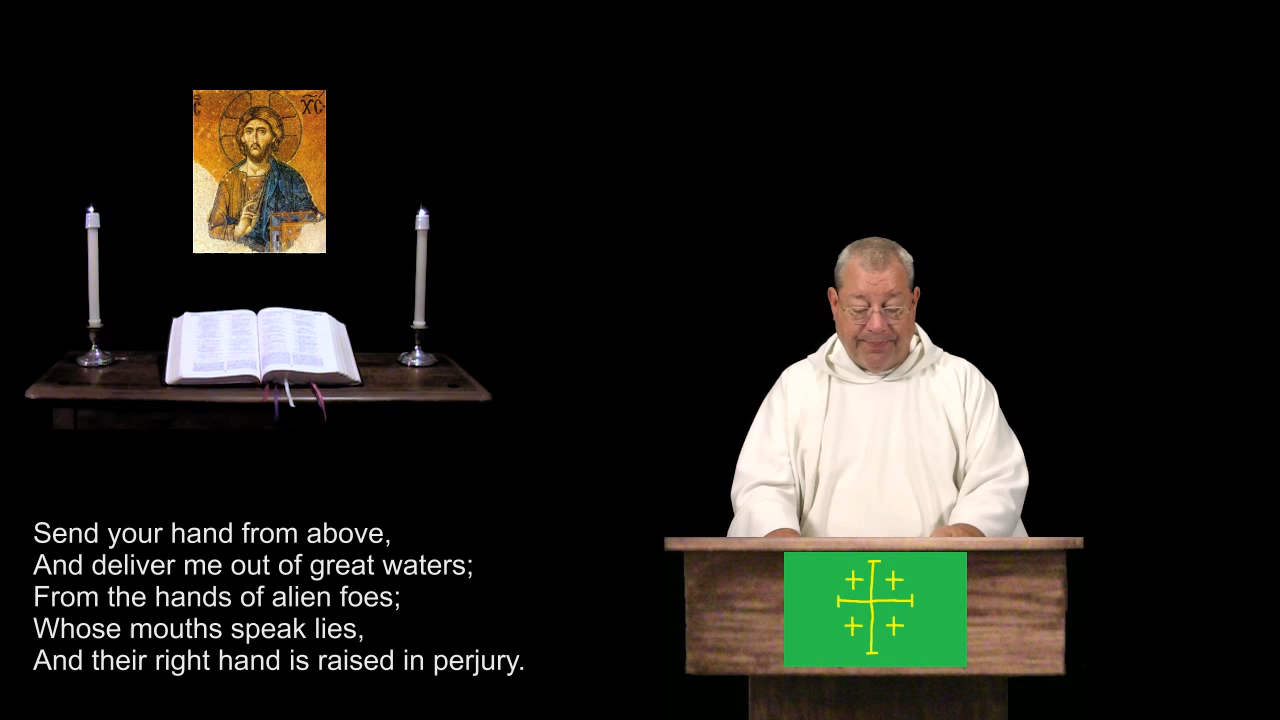 C XC
Send your hand from above,
And deliver me out of great waters;
From the hands of alien foes;
Whose mouths speak lies,
And their right hand is raised in perjury.